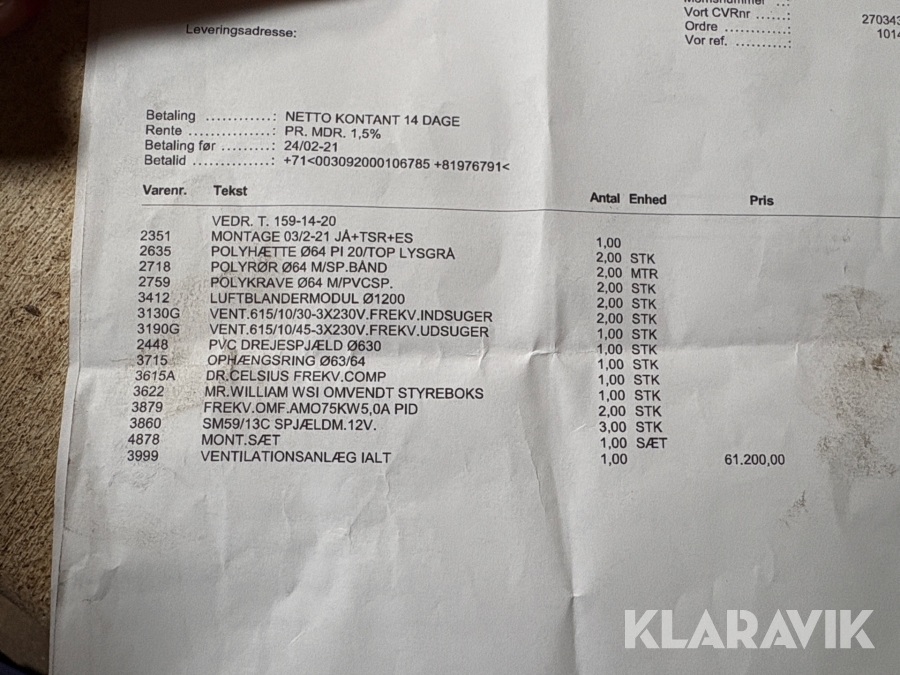 Leveringsadresse:
Momsnummer ..:
Vort CVRnr ......: 270343
Ordre ..............: 1014
Vor ref. ...........:
Betaling ............: NETTO KONTANT 14 DAGE
Rente ...............: PR. MDR. 1,5%
Betaling før .......: 24/02-21
Betalid ..............: +71<003092000106785 +81976791<
Varenr. Tekst Antal Enhed Pris
VEDR. T. 159-14-20
2351 MONTAGE 03/2-21 JÅ+TSR+ES 1,00
2635 POLYHÆTTE Ø64 PI 20/TOP LYSGRÅ 2,00 STK
2718 POLYRØR Ø64 M/SP.BÅND 2,00 MTR
2759 POLYKRAVE Ø64 M/PVCSP. 2,00 STK
3412 LUFTBLANDERMODUL Ø1200 2,00 STK
3130G VENT.615/10/30-3X230V.FREKV.INDSUGER 2,00 STK
3190G VENT.615/10/45-3X230V.FREKV.UDSUGER 1,00 STK
2448 PVC DREJESPJÆLD Ø630 1,00 STK
3715 OPHÆNGSRING Ø63/64 1,00 STK
3615A DR.CELSIUS FREKV.COMP 1,00 STK
3622 MR.WILLIAM WSI OMVENDT STYREBOKS 1,00 STK
3879 FREKV.OMF.AMO75KW5,0A PID 2,00 STK
3860 SM59/13C SPJÆLDM.12V. 3,00 STK
4878 MONT.SÆT 1,00 SÆT
3999 VENTILATIONSANLÆG IALT 1,00 61.200,00
KLARAVIK